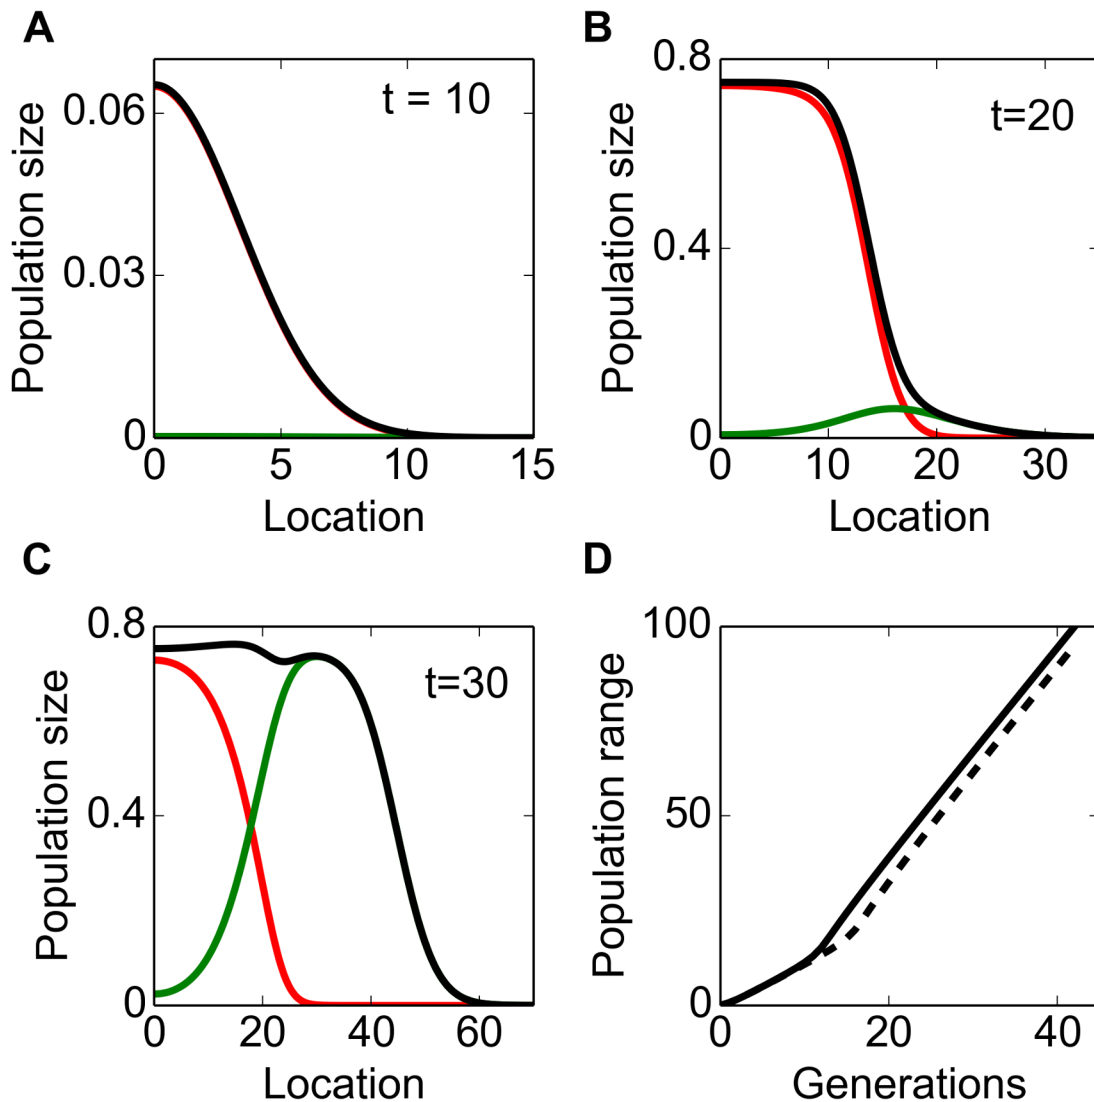 A
Population size
0.06
0.03
0
t = 10
0 5 10 15
Location
B
Population size
0.8
0.4
0
t=20
0 10 20 30
Location
C
Population size
0.8
0.4
0
t=30
0 20 40 60
Location
D
Population range
100
50
0
0 20 40
Generations